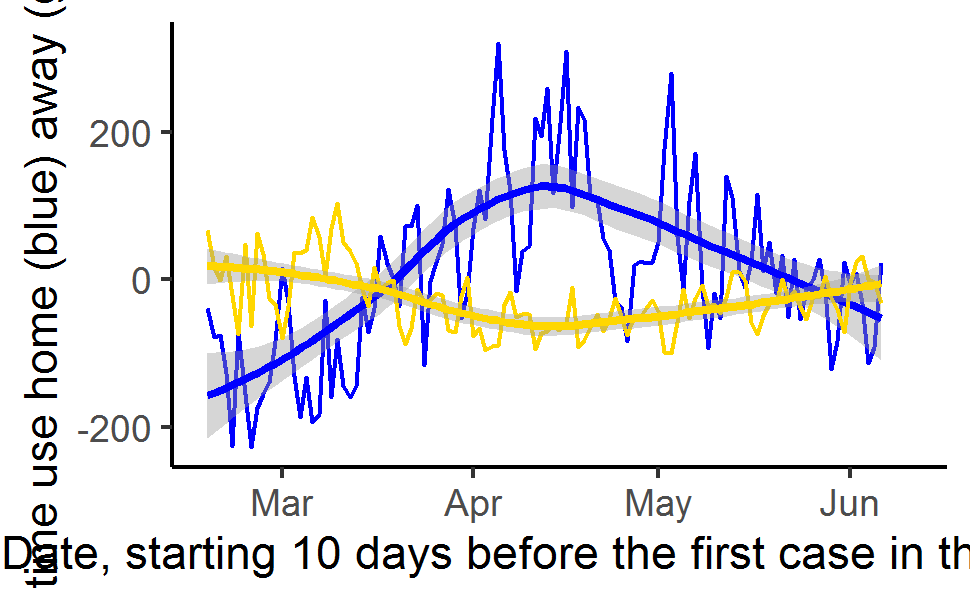 time use home (blue) away (
200
0
-200
Mar Apr May Jun
Date, starting 10 days before the first case in th